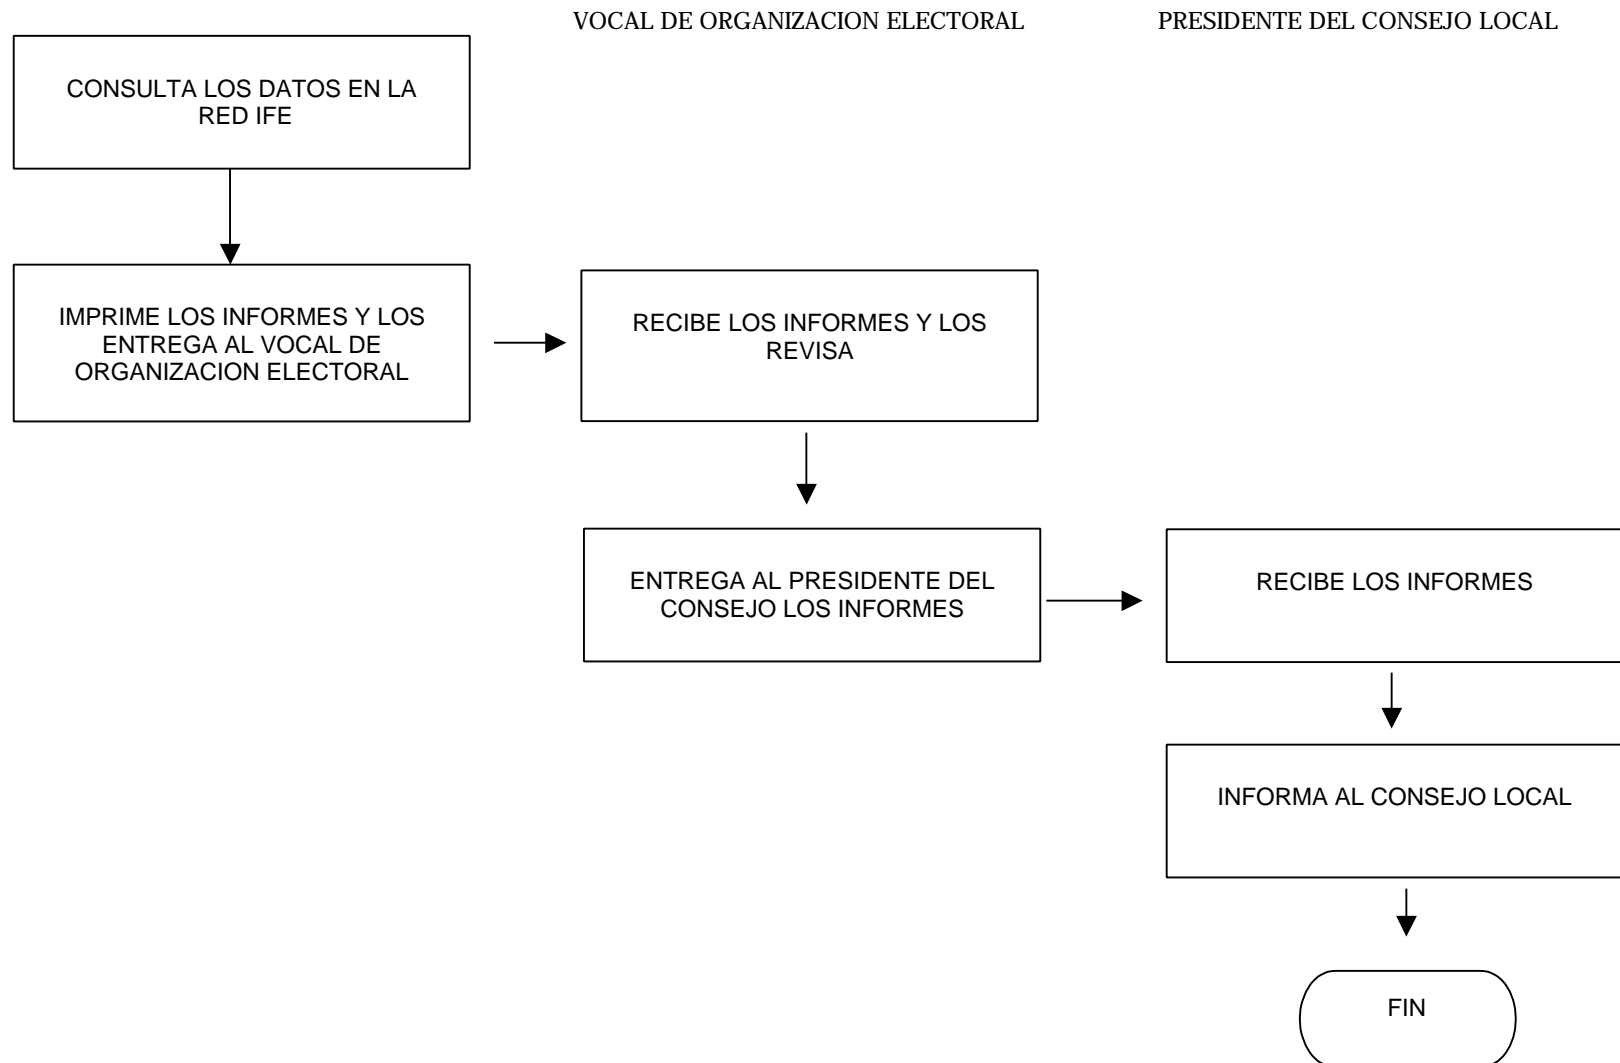 VOCAL DE ORGANIZACION ELECTORAL
PRESIDENTE DEL CONSEJO LOCAL
CONSULTA LOS DATOS EN LA
RED IFE
IMPRIME LOS INFORMES Y LOS
ENTREGA AL VOCAL DE
ORGANIZACION ELECTORAL
RECIBE LOS INFORMES Y LOS
REVISA
ENTREGA AL PRESIDENTE DEL
CONSEJO LOS INFORMES
RECIBE LOS INFORMES
INFORMA AL CONSEJO LOCAL
FIN